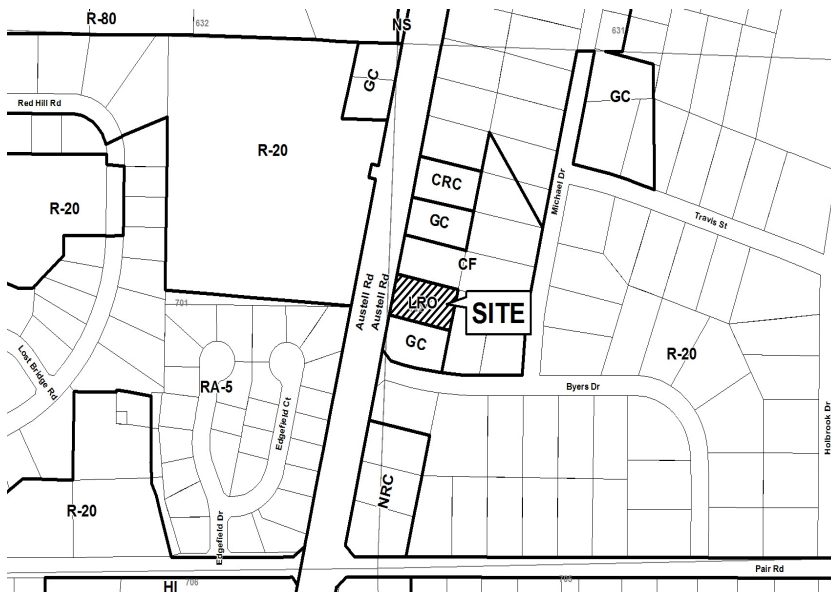 R-80
632
NS
631
GC
GC
Red Hill Rd
R-20
CRC
R-20
Michael Dr
GC
Travis St
CF
701
Austell Rd
Austell Rd
LRO
SITE
GC
R-20
Lost Bridge Rd
RA-5
Edgefield Ct
Byers Dr
Holbrook Dr
NRC
R-20
Edgefield Dr
Pair Rd
HI
706
705